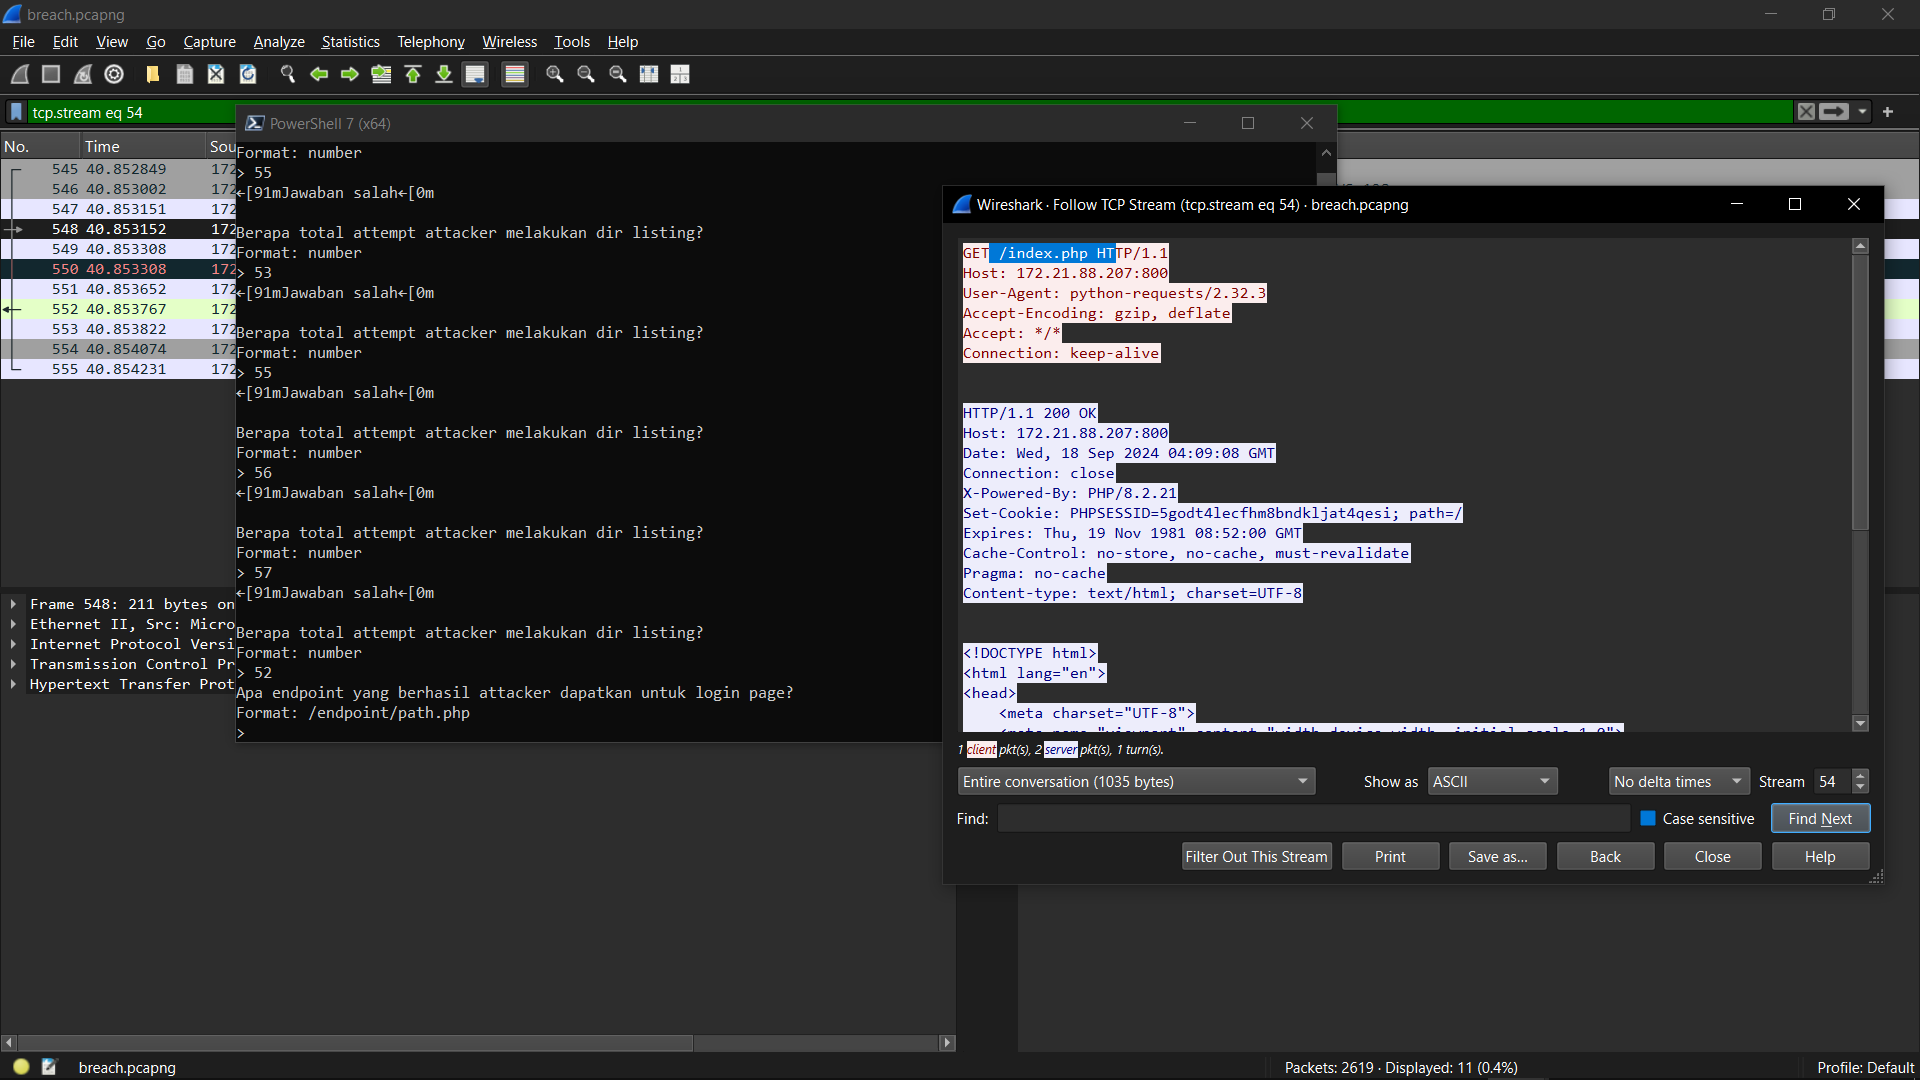 breach.pcapng
File Edit View Go Capture Analyze Statistics Telephony Wireless Tools Help
tcp.stream eq 54
No. Time Sou
545 40.852849 172
546 40.853002 172
547 40.853151 172
548 40.853152 172
549 40.853308 172
550 40.853308 172
551 40.853652 172
552 40.853767 172
553 40.853822 172
554 40.854074 172
555 40.854231 172
Frame 548: 211 bytes on
Ethernet II, Src: Micro
Internet Protocol Versi
Transmission Control Pr
Hypertext Transfer Prot
PowerShell 7 (x64)
Format: number
> 55
←[91mJawaban salah←[0m
Berapa total attempt attacker melakukan dir listing?
Format: number
> 53
←[91mJawaban salah←[0m
Berapa total attempt attacker melakukan dir listing?
Format: number
> 55
←[91mJawaban salah←[0m
Berapa total attempt attacker melakukan dir listing?
Format: number
> 56
←[91mJawaban salah←[0m
Berapa total attempt attacker melakukan dir listing?
Format: number
> 57
←[91mJawaban salah←[0m
Berapa total attempt attacker melakukan dir listing?
Format: number
> 52
Apa endpoint yang berhasil attacker dapatkan untuk login page?
Format: /endpoint/path.php
>
Wireshark · Follow TCP Stream (tcp.stream eq 54) · breach.pcapng
GET /index.php HTTP/1.1
Host: 172.21.88.207:800
User-Agent: python-requests/2.32.3
Accept-Encoding: gzip, deflate
Accept: */*
Connection: keep-alive
HTTP/1.1 200 OK
Host: 172.21.88.207:800
Date: Wed, 18 Sep 2024 04:09:08 GMT
Connection: close
X-Powered-By: PHP/8.2.21
Set-Cookie: PHPSESSID=5godt4lecfhm8bndkljat4qesi; path=/
Expires: Thu, 19 Nov 1981 08:52:00 GMT
Cache-Control: no-store, no-cache, must-revalidate
Pragma: no-cache
Content-type: text/html; charset=UTF-8
<!DOCTYPE html>
<html lang="en">
<head>
<meta charset="UTF-8">
<meta name="viewport" content="width=device-width, initial-scale=1.0">
1 client pkt(s), 2 server pkt(s), 1 turn(s).
Entire conversation (1035 bytes) Show as ASCII No delta times Stream 54
Find: Case sensitive Find Next
Filter Out This Stream Print Save as... Back Close Help
breach.pcapng Packets: 2619 · Displayed: 11 (0.4%) Profile: Default